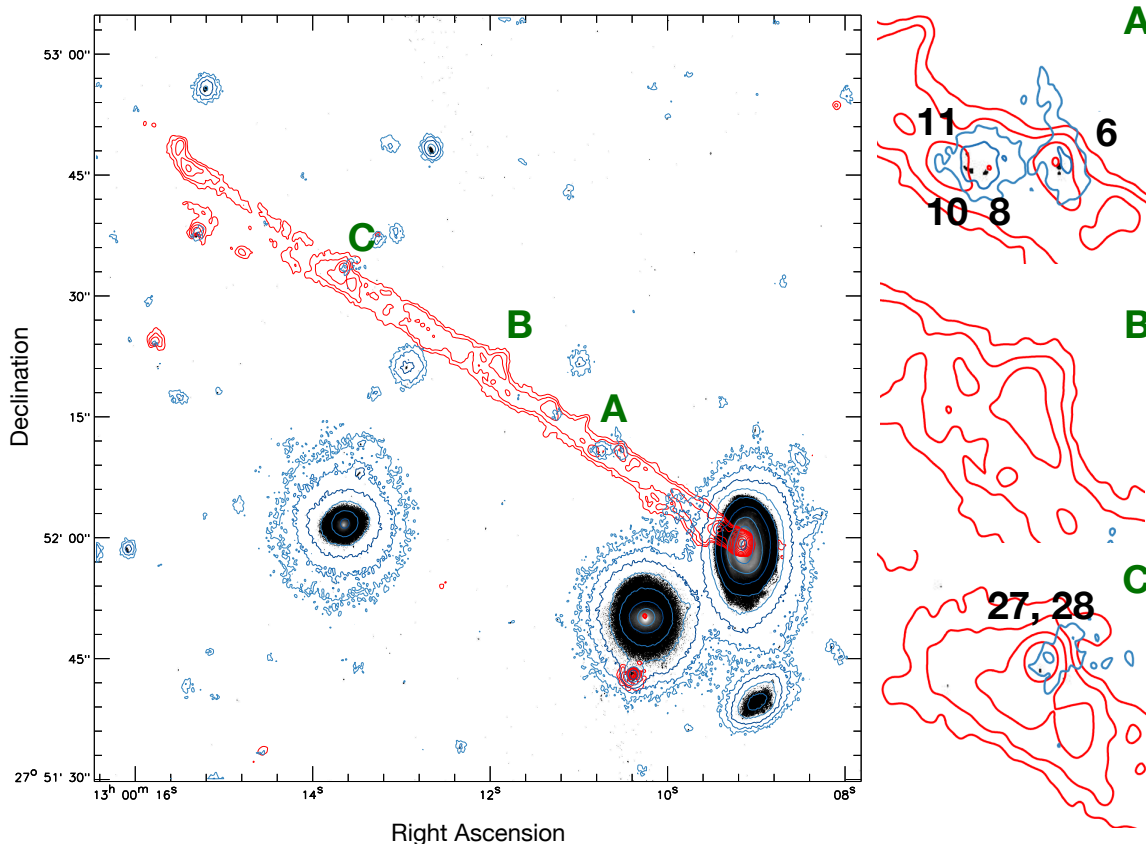 53' 00"
45"
30"
15"
52' 00"
45"
27° 51' 30"
13ʰ 00ᵐ 16ˢ
14ˢ
12ˢ
10ˢ
08ˢ
Declination
Right Ascension
C
B
A
A
11
6
10
8
B
C
27, 28